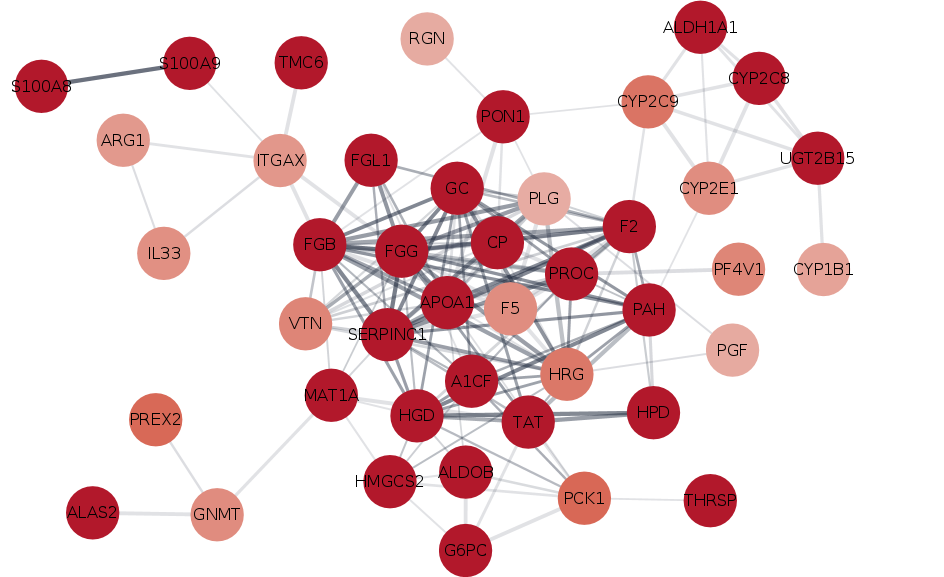 ALDH1A1
RGN
S100A9
TMC6
CYP2C8
S100A8
CYP2C9
PON1
ARG1
ITGAX
FGL1
UGT2B15
GC
CYP2E1
PLG
F2
FGB
CP
FGG
IL33
PROC
PF4V1
CYP1B1
APOA1
F5
PAH
VTN
SERPINC1
PGF
HRG
A1CF
MAT1A
HPD
HGD
PREX2
TAT
ALDOB
HMGCS2
PCK1
THRSP
ALAS2
GNMT
G6PC